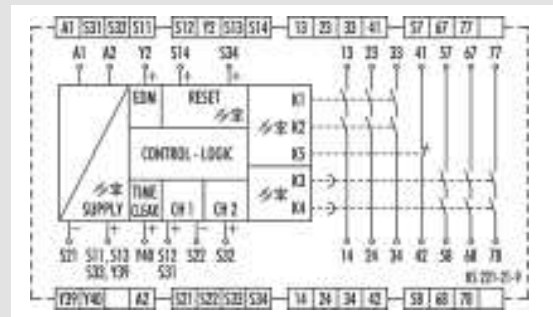 A1 S31 S32 S11 S12 Y2 S13 S14 13 23 33 41 57 67 77
A1 A2 Y2 S14 S34 13 23 33 41 57 67 77
EDM RESET K1
K2
CONTROL - LOGIC K5
SUPPLY TIME CLEAR CH 1 CH 2 K3
K4
S21 S11, S13 Y40 S12 S22 S32 14 24 34 42 58 68 78
S33, Y39 S31
Y39 Y40 A2 S21 S22 S33 S34 14 24 34 42 58 68 78